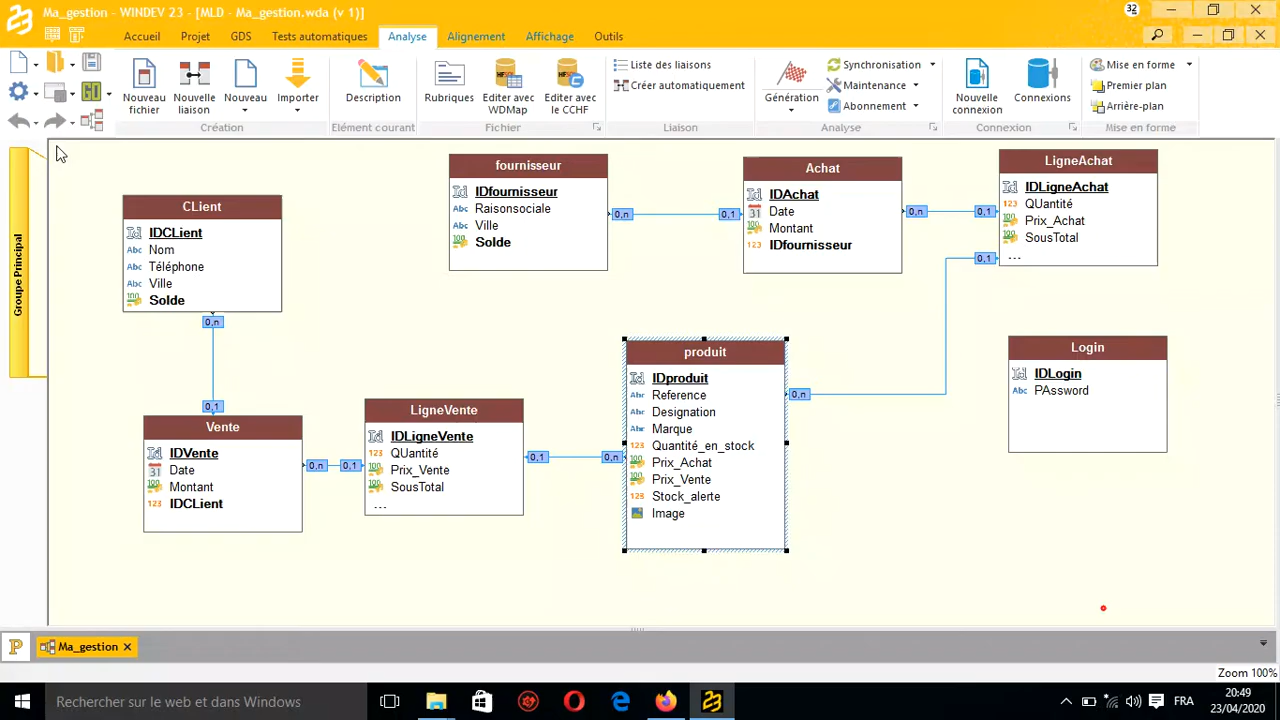 Ma_gestion - WINDEV 23 - [MLD - Ma_gestion.wda (v 1)]
32
Accueil Projet GDS Tests automatiques Analyse Alignement Affichage Outils
Nouveau fichier
Nouvelle liaison
Nouveau
Importer
Création
Description
Elément courant
Rubriques
Editer avec WDMap
Editer avec le CCHF
Fichier
Liste des liaisons
Créer automatiquement
Liaison
Génération
Synchronisation
Maintenance
Abonnement
Analyse
Nouvelle connexion
Connexions
Connexion
Mise en forme
Premier plan
Arrière-plan
Mise en forme
Groupe Principal
CLient
IDCLient
Nom
Téléphone
Ville
Solde
0,n
0,1
fournisseur
IDfournisseur
Raisonsociale
Ville
Solde
0,n
0,1
Achat
IDAchat
Date
Montant
IDfournisseur
0,n
0,1
LigneAchat
IDLigneAchat
QUantité
Prix_Achat
SousTotal
...
0,1
Vente
IDVente
Date
Montant
IDCLient
0,n
0,1
LigneVente
IDLigneVente
QUantité
Prix_Vente
SousTotal
...
0,1
0,n
produit
IDproduit
Reference
Designation
Marque
Quantité_en_stock
Prix_Achat
Prix_Vente
Stock_alerte
Image
0,n
Login
IDLogin
PAssword
Ma_gestion
Zoom 100%
Rechercher sur le web et dans Windows
FRA
20:49
23/04/2020